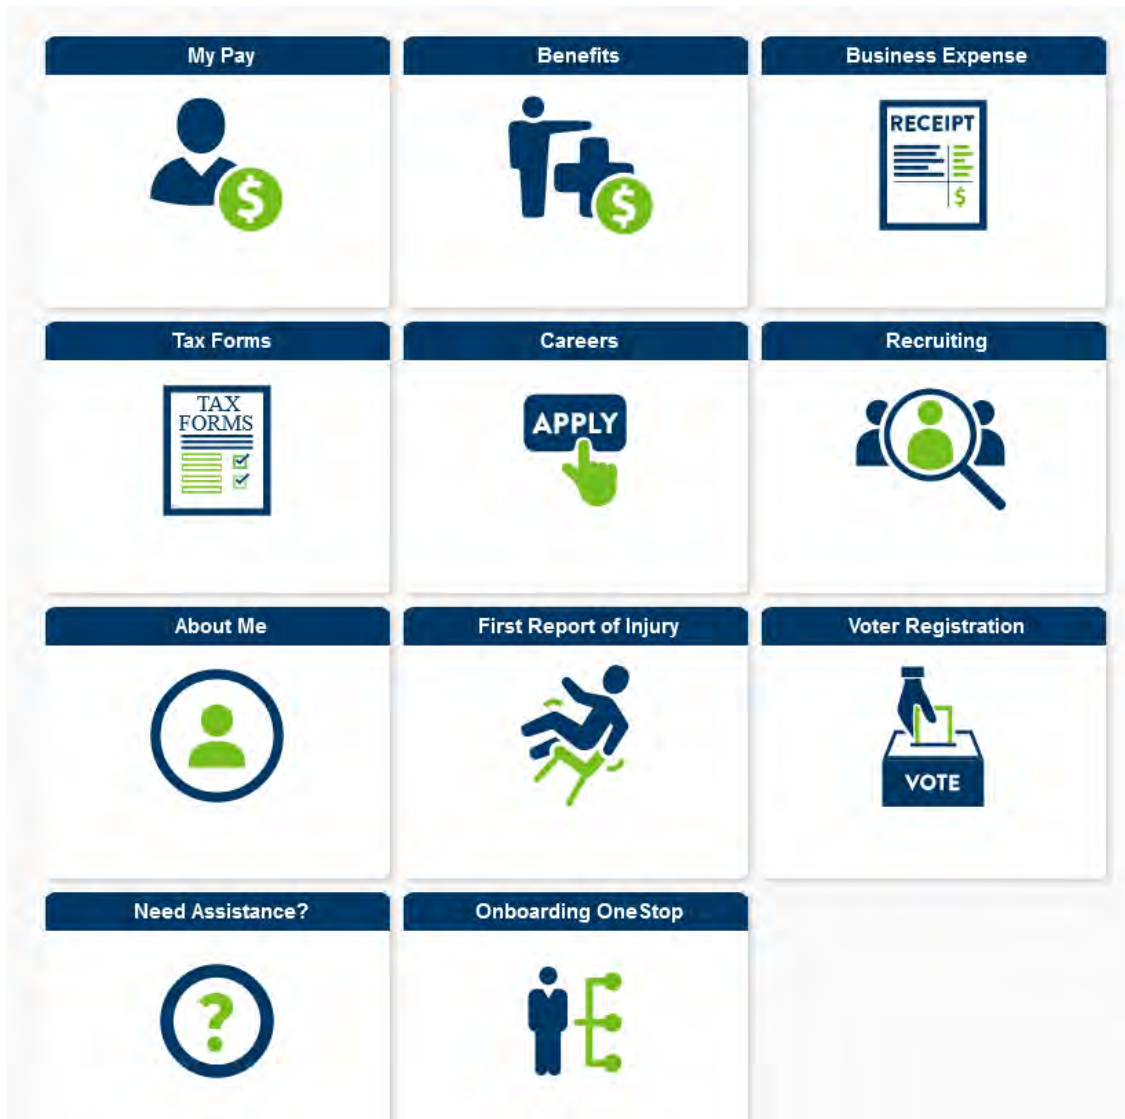 My Pay
Benefits
Business Expense
RECEIPT
$
$
$
Tax Forms
Careers
Recruiting
TAX
FORMS
APPLY
About Me
First Report of Injury
Voter Registration
VOTE
Need Assistance?
Onboarding OneStop
?